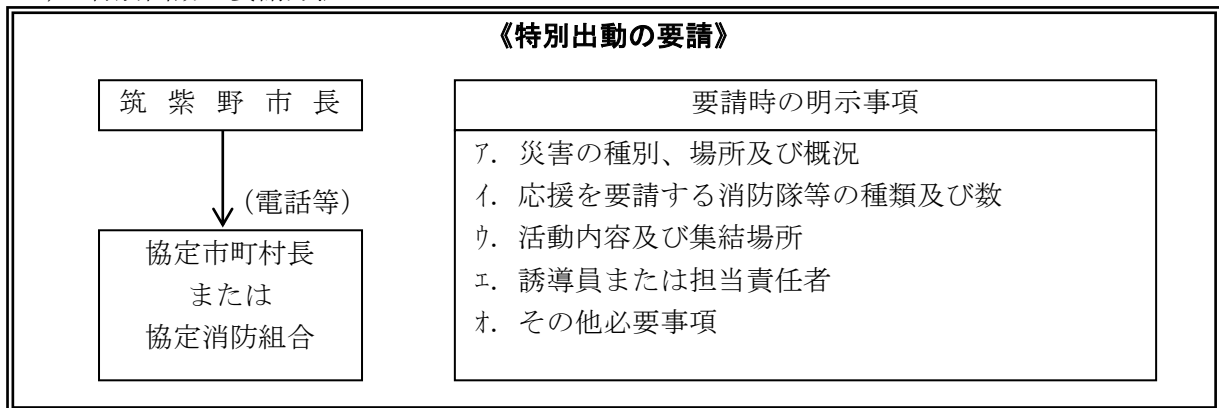 《特別出動の要請》
筑 紫 野 市 長
(電話等)
協定市町村長
または
協定消防組合
要請時の明示事項
ｱ. 災害の種別、場所及び概況
ｲ. 応援を要請する消防隊等の種類及び数
ｳ. 活動内容及び集結場所
ｴ. 誘導員または担当責任者
ｵ. その他必要事項